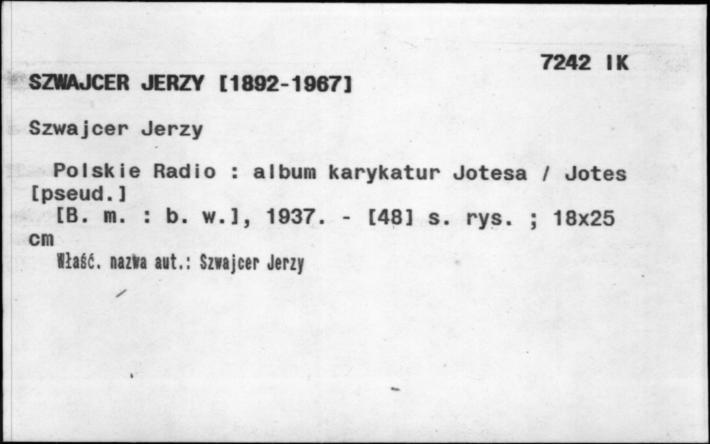 7242 IK
SZWAJCER JERZY [1892-1967]
Szwajcer Jerzy
Polskie Radio : album karykatur Jotesa / Jotes
[pseud.]
[B. m. : b. w.], 1937. - [48] s. rys. ; 18x25
cm
Właść. nazwa aut.: Szwajcer Jerzy